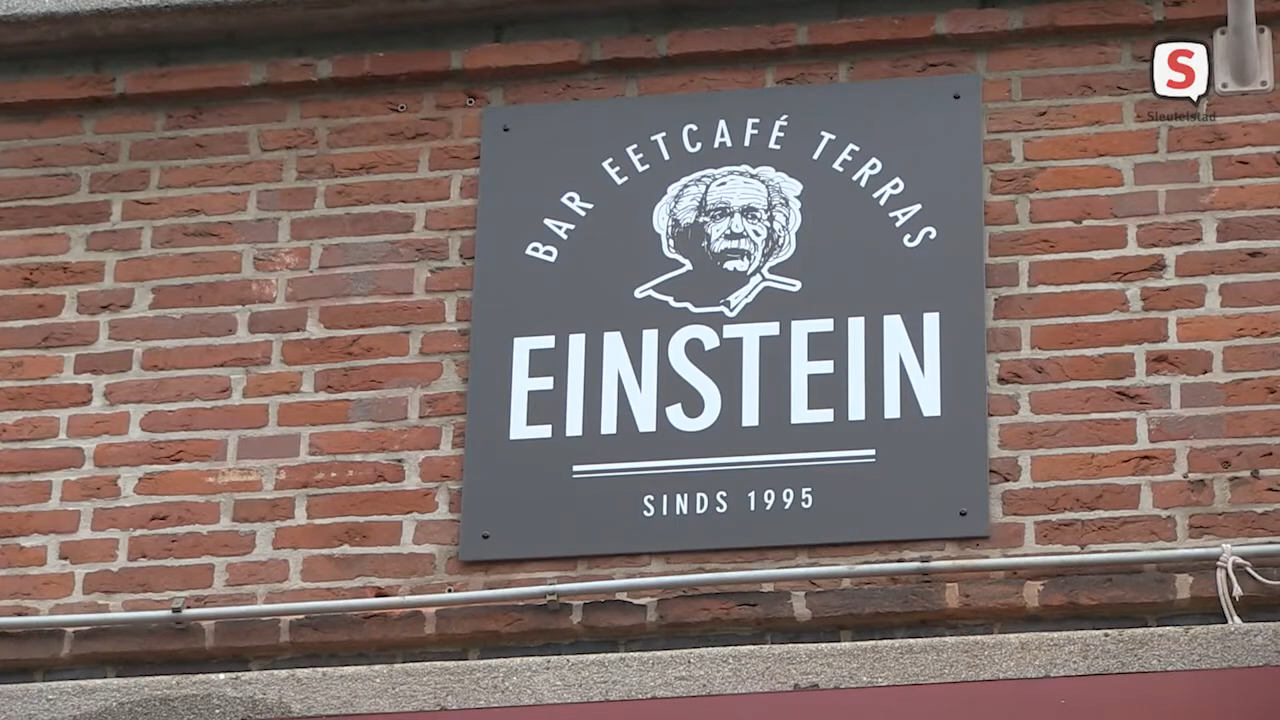 S
Sleutelstad
BAR EETCAFÉ TERRAS
EINSTEIN
SINDS 1995